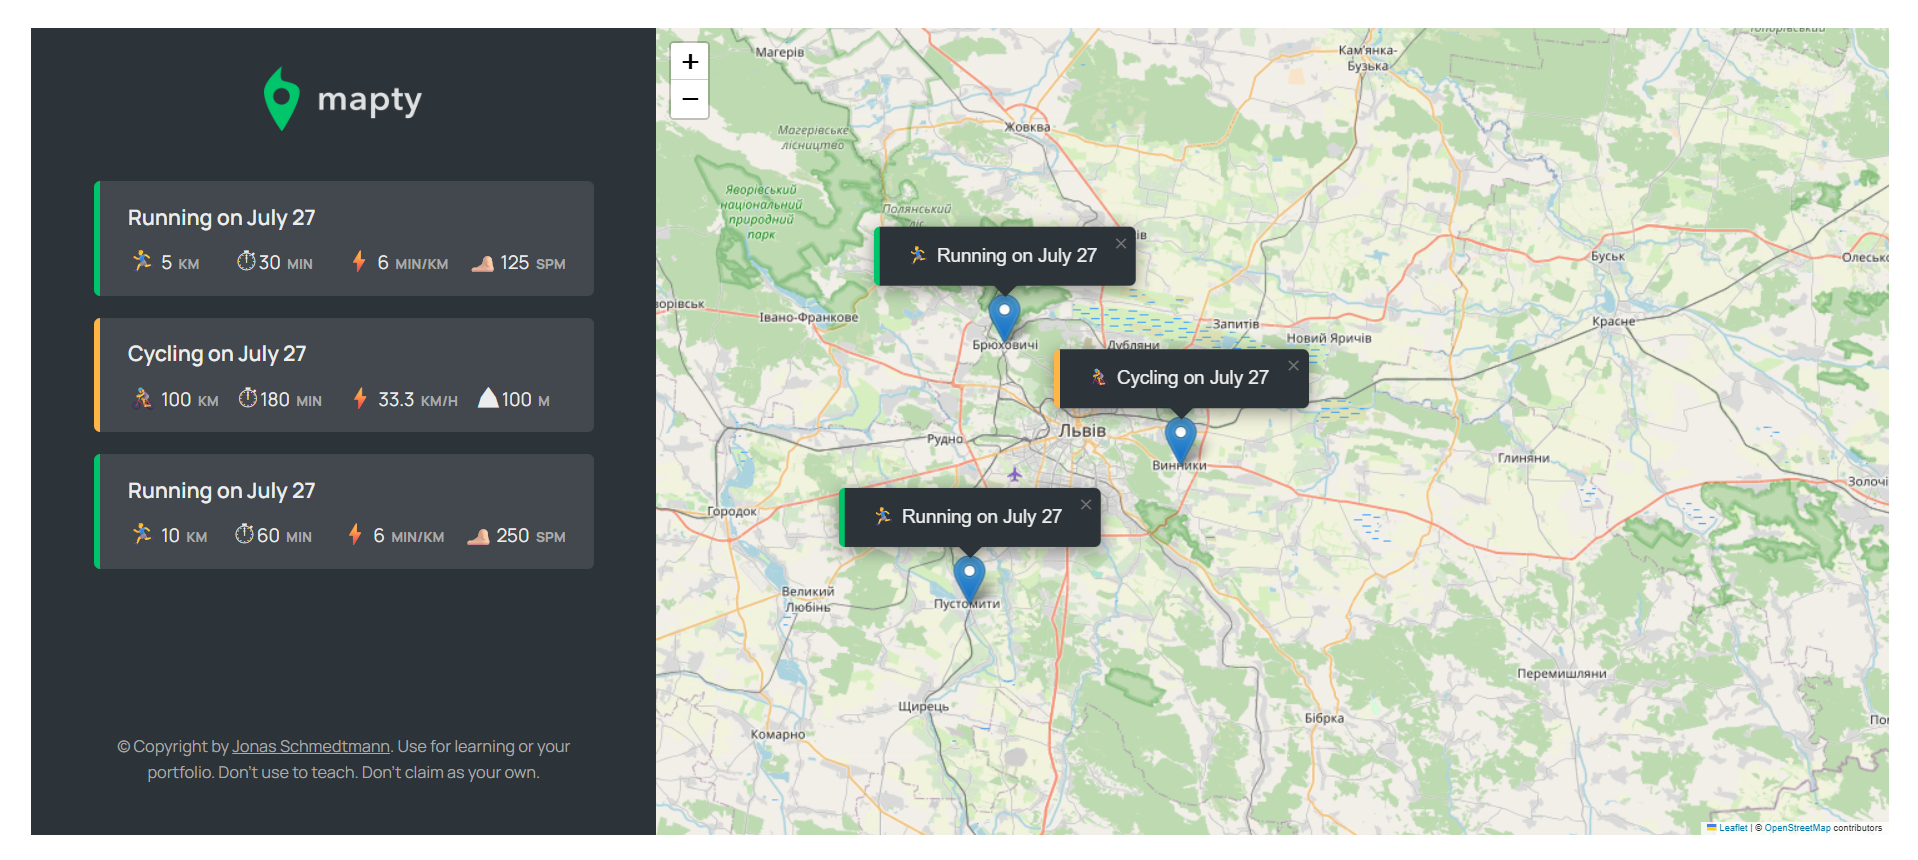 mapty
Running on July 27
5 KM 30 MIN 6 MIN/KM 125 SPM
Cycling on July 27
100 KM 180 MIN 33.3 KM/H 100 M
Running on July 27
10 KM 60 MIN 6 MIN/KM 250 SPM
© Copyright by Jonas Schmedtmann. Use for learning or your
portfolio. Don't use to teach. Don't claim as your own.
+
−
Магерів
Кам'янка-
Бузька
Жовква
Магерівське
лісництво
Яворівський
національний
природний
парк
Полянський
ліс
× ів
Running on July 27
Буськ
Олеськ
орівськ
Івано-Франкове
Запитів
Красне
Новий Яричів
Брюховичі
Дубляни
×
Cycling on July 27
Львів
Рудно
Винники
Глиняни
Золочі
Городок
×
Running on July 27
Великий
Любінь
Пустомити
Перемишляни
Щирець
Бібрка
Комарно
Leaflet | © OpenStreetMap contributors